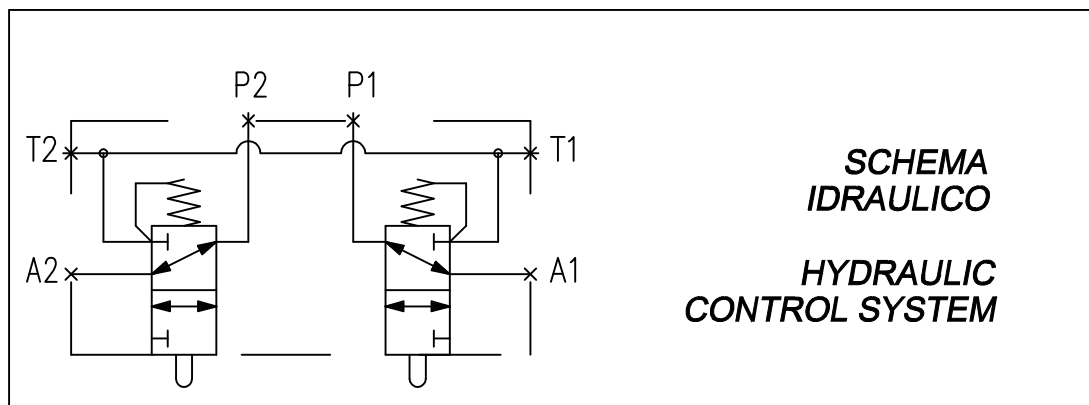 P2 P1
T2 T1
SCHEMA
IDRAULICO
A2 A1
HYDRAULIC
CONTROL SYSTEM